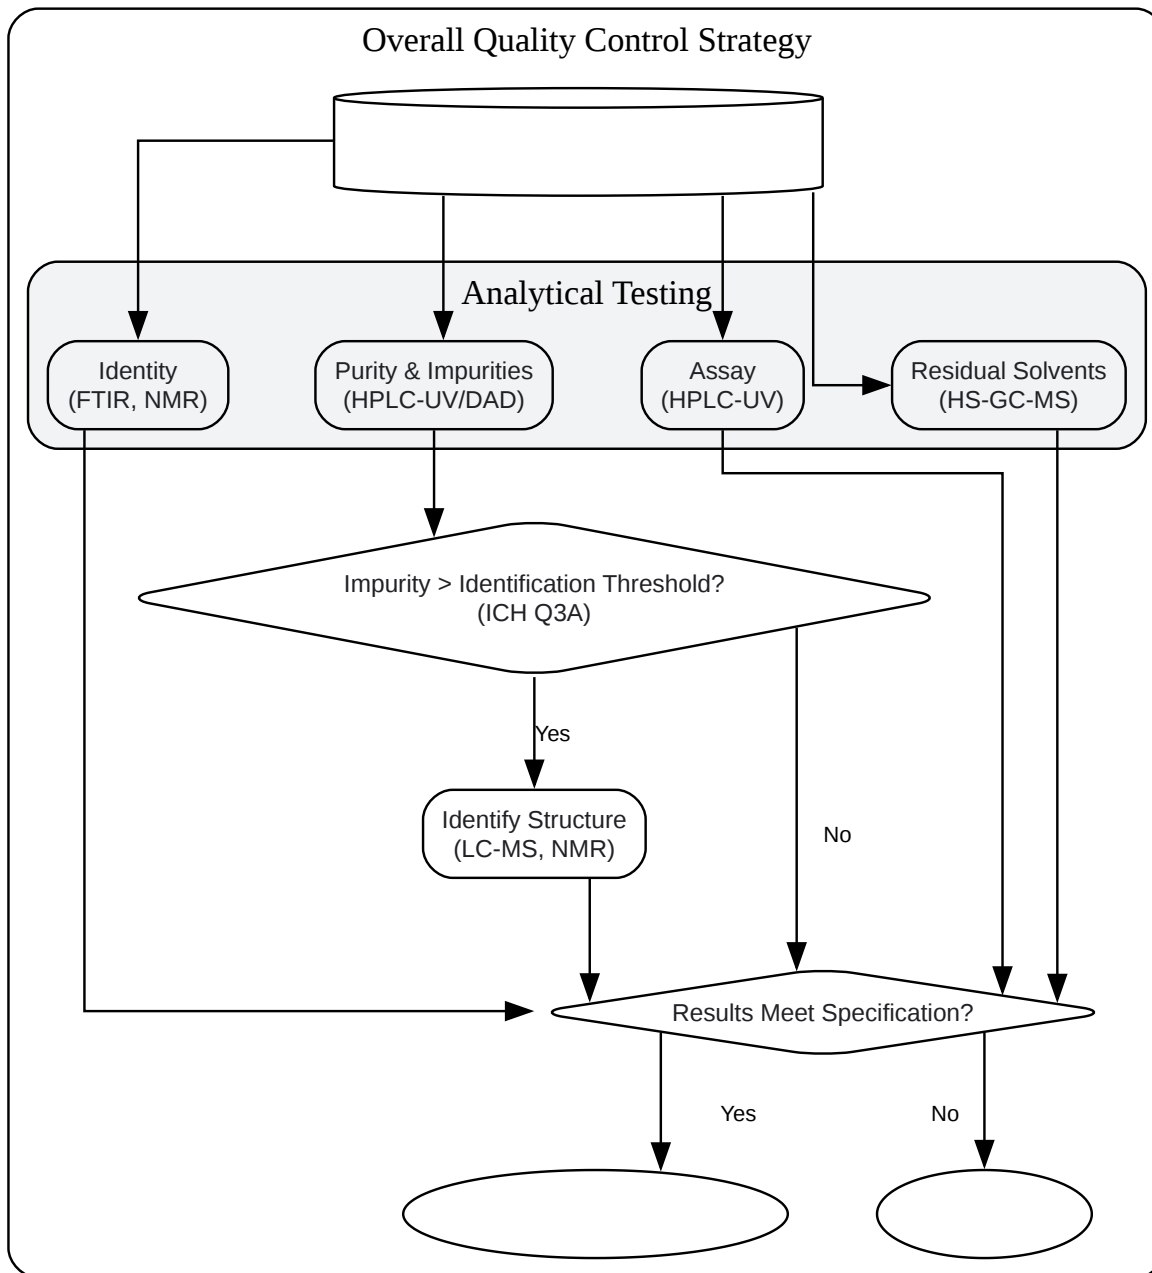 Overall Quality Control Strategy
Analytical Testing
Identity
(FTIR, NMR)
Purity & Impurities
(HPLC-UV/DAD)
Assay
(HPLC-UV)
Residual Solvents
(HS-GC-MS)
Impurity > Identification Threshold?
(ICH Q3A)
Yes
Identify Structure
(LC-MS, NMR)
No
Results Meet Specification?
Yes
No